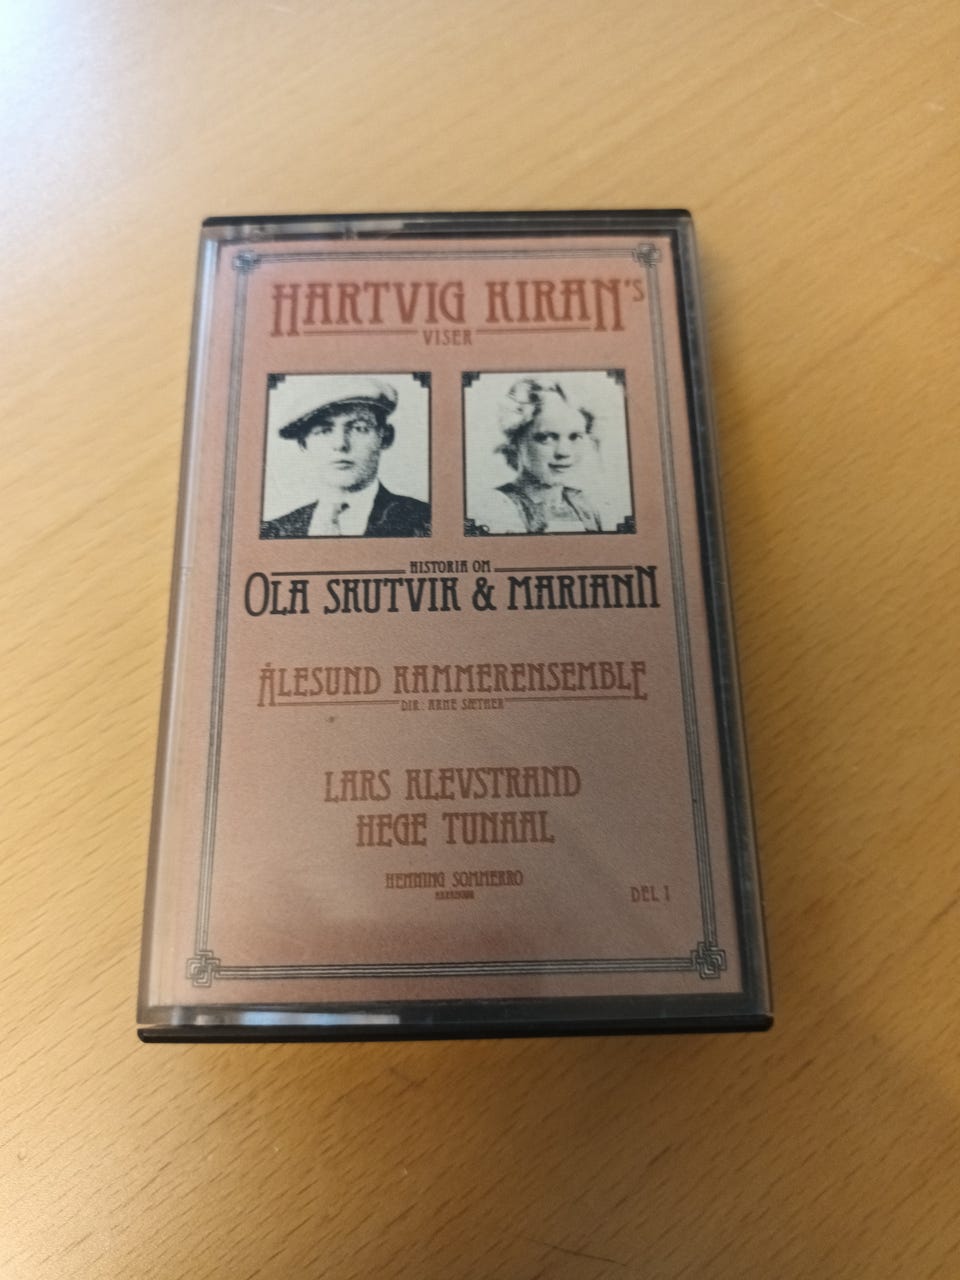 HARTVIG KIRAN'S
VISER
HISTORIA OM
OLA SKUTVIK & MARIANN
ÅLESUND KAMMERENSEMBLE
DIR: ARNE SÆTHER
LARS KLEVSTRAND
HEGE TUNAAL
HENNING SOMMERRO
DEL 1